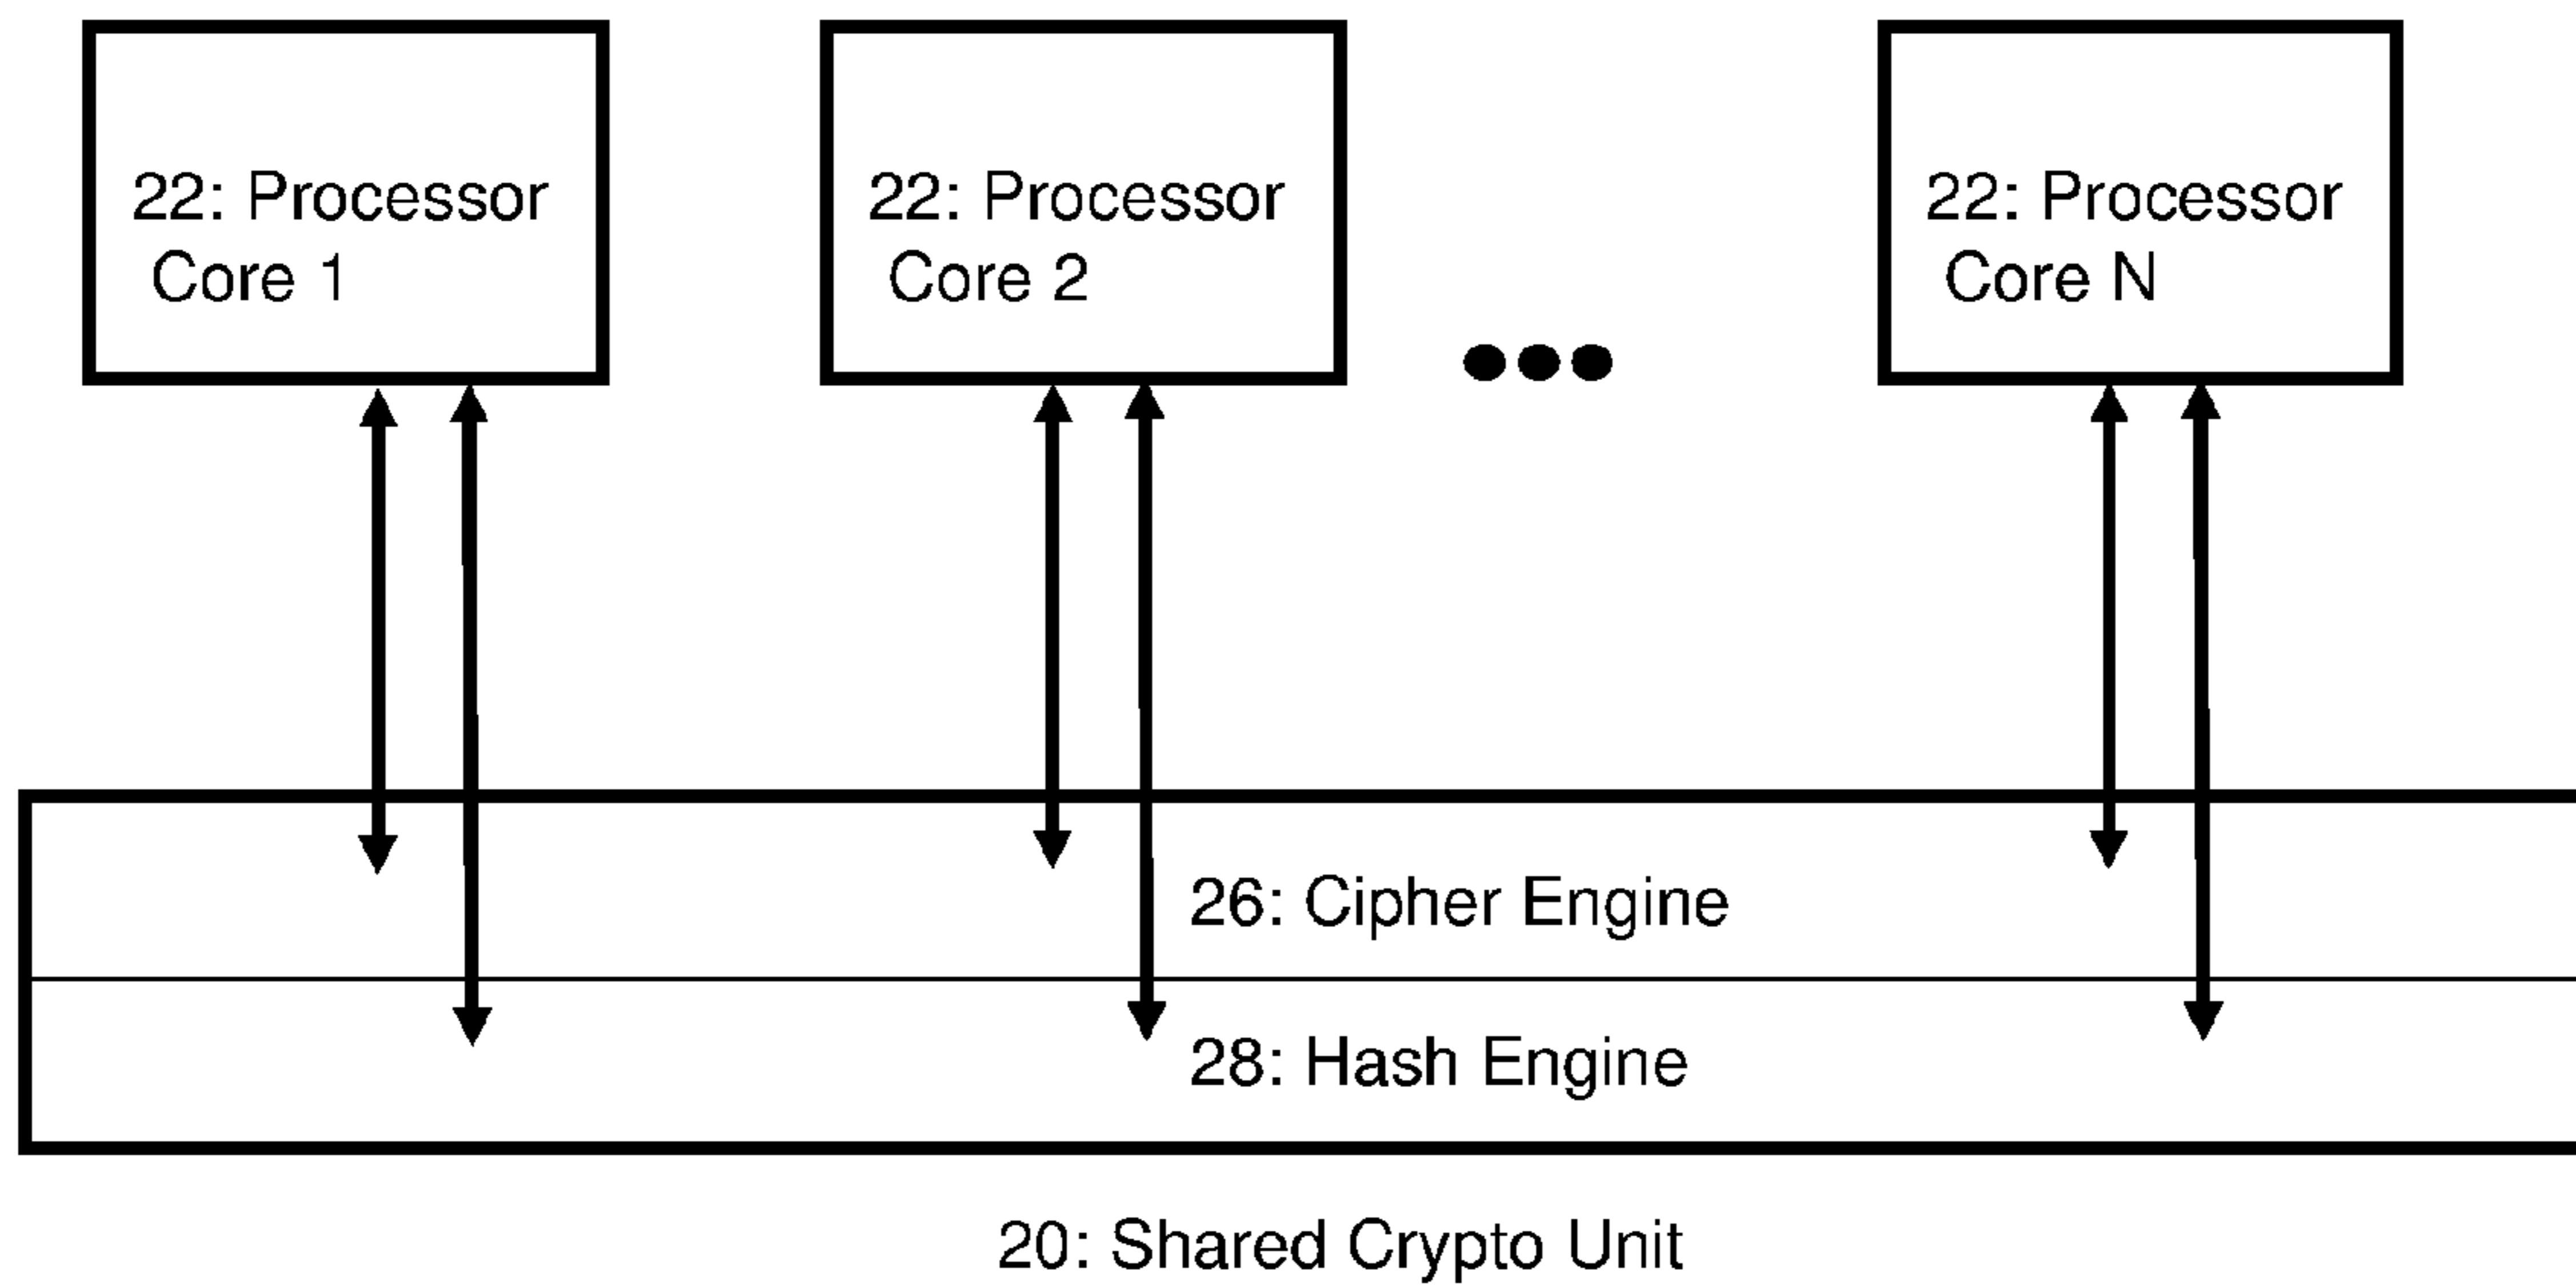 22: Processor
Core 1
22: Processor
Core 2
22: Processor
Core N
26: Cipher Engine
28: Hash Engine
20: Shared Crypto Unit